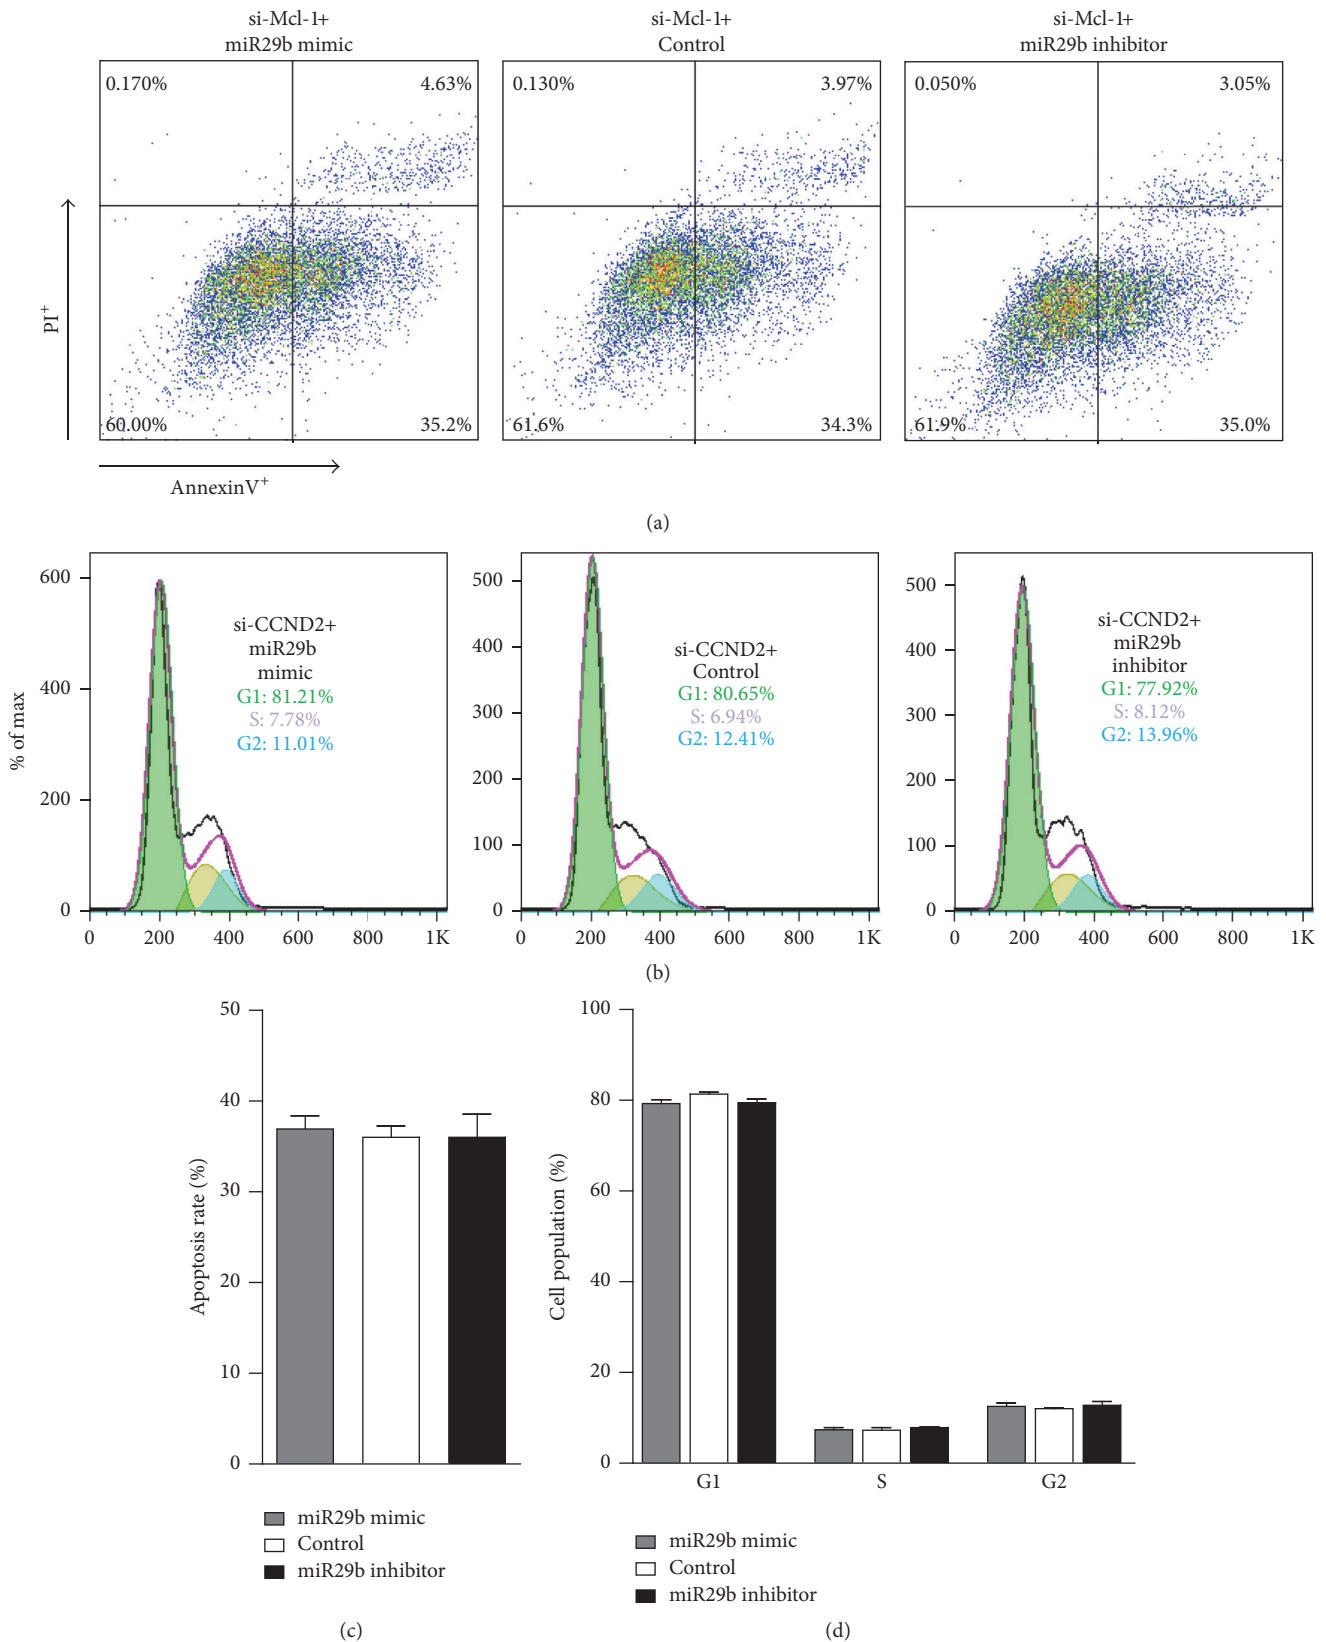 si-Mcl-1+
miR29b mimic
si-Mcl-1+
Control
si-Mcl-1+
miR29b inhibitor
0.170%
4.63%
0.130%
3.97%
0.050%
3.05%
PI+
60.00%
35.2%
61.6%
34.3%
61.9%
35.0%
AnnexinV+
(a)
% of max
600
400
200
0
0
200
400
600
800
1K
si-CCND2+
miR29b
mimic
G1: 81.21%
S: 7.78%
G2: 11.01%
500
400
300
200
100
0
0
200
400
600
800
1K
si-CCND2+
Control
G1: 80.65%
S: 6.94%
G2: 12.41%
500
400
300
200
100
0
0
200
400
600
800
1K
si-CCND2+
miR29b
inhibitor
G1: 77.92%
S: 8.12%
G2: 13.96%
(b)
Apoptosis rate (%)
50
40
30
20
10
0
miR29b mimic
Control
miR29b inhibitor
(c)
Cell population (%)
100
80
60
40
20
0
G1
S
G2
miR29b mimic
Control
miR29b inhibitor
(d)